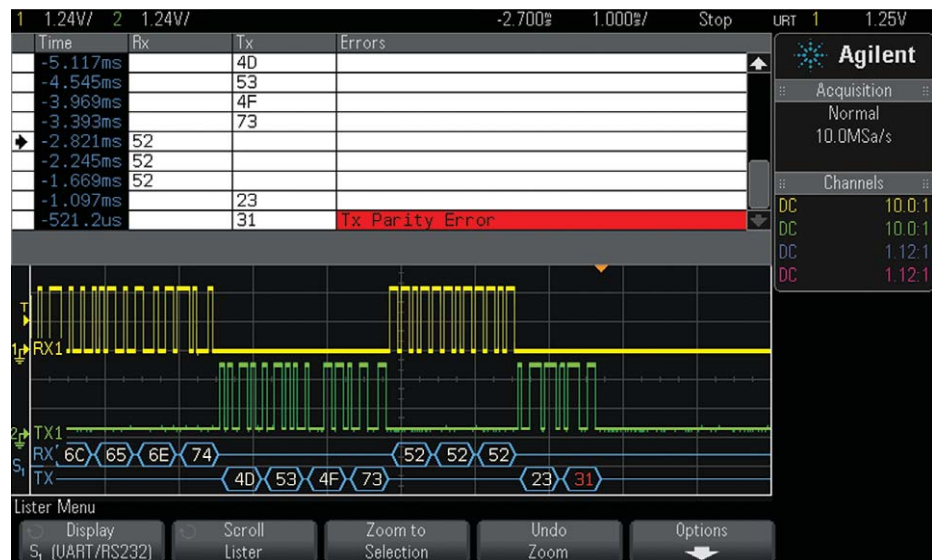 1 1.24V/ 2 1.24V/ -2.700ms 1.000ms/ Stop URT 1 1.25V
Time Rx Tx Errors
-5.117ms 4D
-4.545ms 53
-3.969ms 4F
-3.393ms 73
-2.821ms 52
-2.245ms 52
-1.669ms 52
-1.097ms 23
-521.2us 31 Tx Parity Error
Agilent
Acquisition
Normal
10.0MSa/s
Channels
DC 10.0:1
DC 10.0:1
DC 1.12:1
DC 1.12:1
T
1 RX1
2 TX1
S1
RX 6C 65 6E 74 52 52 52
TX 4D 53 4F 73 23 31
Lister Menu
Display
S1 (UART/RS232)
Scroll
Lister
Zoom to
Selection
Undo
Zoom
Options